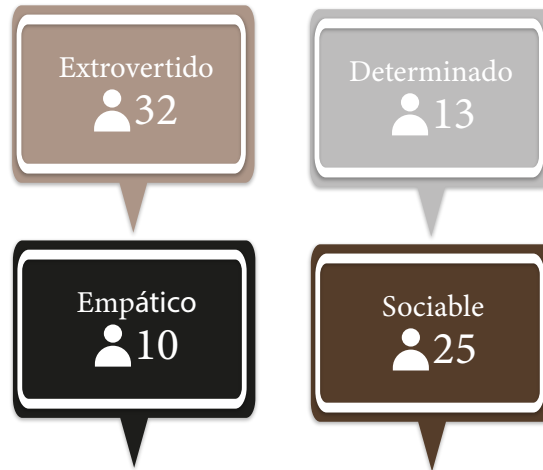 Extrovertido
32
Determinado
13
Empático
10
Sociable
25